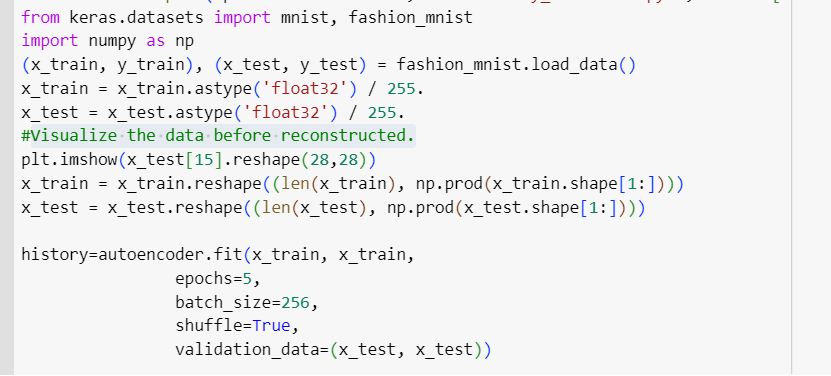 from keras.datasets import mnist, fashion_mnist
import numpy as np
(x_train, y_train), (x_test, y_test) = fashion_mnist.load_data()
x_train = x_train.astype('float32') / 255.
x_test = x_test.astype('float32') / 255.
#Visualize the data before reconstructed.
plt.imshow(x_test[15].reshape(28,28))
x_train = x_train.reshape((len(x_train), np.prod(x_train.shape[1:])))
x_test = x_test.reshape((len(x_test), np.prod(x_test.shape[1:])))
history=autoencoder.fit(x_train, x_train,
epochs=5,
batch_size=256,
shuffle=True,
validation_data=(x_test, x_test))